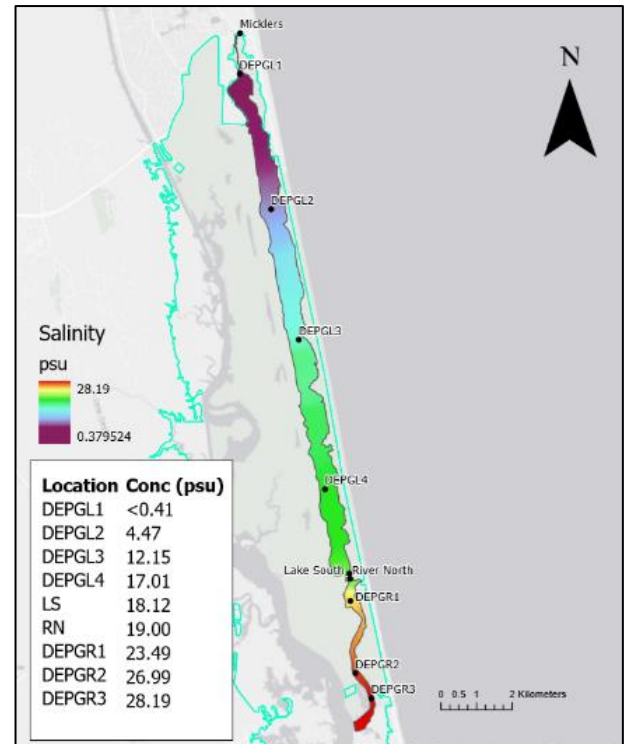 Micklers
DEPGL1
N
DEPGL2
DEPGL3
Salinity
psu
28.19
0.379524
DEPGL4
Lake South River North
DEPGR1
DEPGR2
DEPGR3
Location Conc (psu)
DEPGL1 <0.41
DEPGL2 4.47
DEPGL3 12.15
DEPGL4 17.01
LS 18.12
RN 19.00
DEPGR1 23.49
DEPGR2 26.99
DEPGR3 28.19
0 0.5 1 2 Kilometers